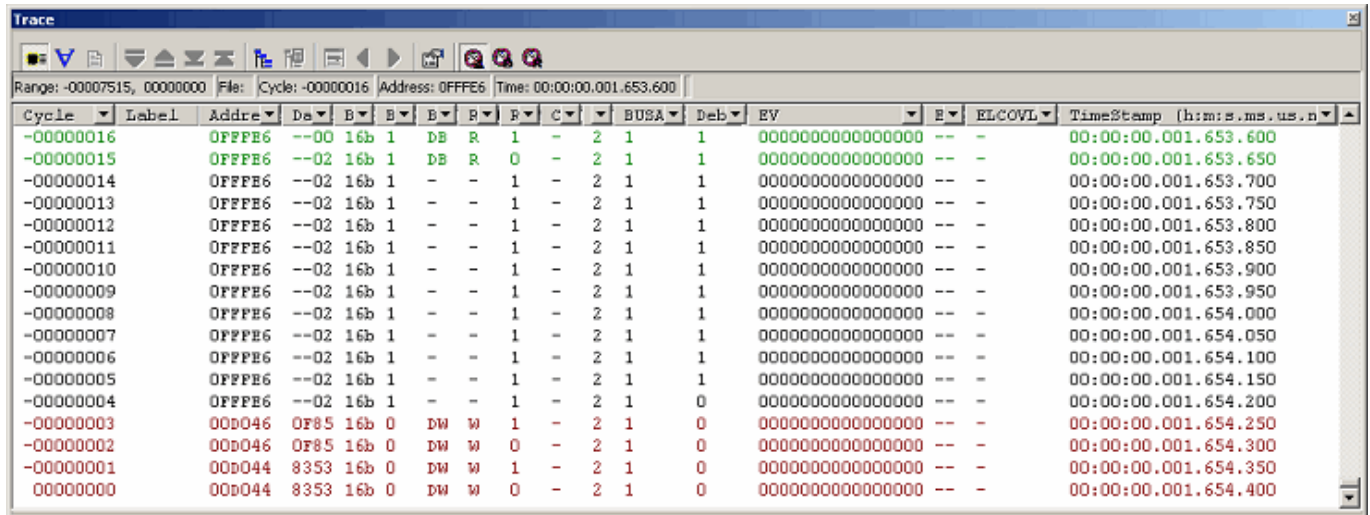 Trace
Range: -00007515, 00000000 File: Cycle: -00000016 Address: 0FFFE6 Time: 00:00:00.001.653.600
Cycle Label Addre Da B B B R R C BUSA Deb EV E ELCOVL TimeStamp (h:m:s.ms.us.n
-00000016 0FFFE6 --00 16b 1 DB R 1 - 2 1 1 0000000000000000 -- - 00:00:00.001.653.600
-00000015 0FFFE6 --02 16b 1 DB R 0 - 2 1 1 0000000000000000 -- - 00:00:00.001.653.650
-00000014 0FFFE6 --02 16b 1 - - 1 - 2 1 1 0000000000000000 -- - 00:00:00.001.653.700
-00000013 0FFFE6 --02 16b 1 - - 1 - 2 1 1 0000000000000000 -- - 00:00:00.001.653.750
-00000012 0FFFE6 --02 16b 1 - - 1 - 2 1 1 0000000000000000 -- - 00:00:00.001.653.800
-00000011 0FFFE6 --02 16b 1 - - 1 - 2 1 1 0000000000000000 -- - 00:00:00.001.653.850
-00000010 0FFFE6 --02 16b 1 - - 1 - 2 1 1 0000000000000000 -- - 00:00:00.001.653.900
-00000009 0FFFE6 --02 16b 1 - - 1 - 2 1 1 0000000000000000 -- - 00:00:00.001.653.950
-00000008 0FFFE6 --02 16b 1 - - 1 - 2 1 1 0000000000000000 -- - 00:00:00.001.654.000
-00000007 0FFFE6 --02 16b 1 - - 1 - 2 1 1 0000000000000000 -- - 00:00:00.001.654.050
-00000006 0FFFE6 --02 16b 1 - - 1 - 2 1 1 0000000000000000 -- - 00:00:00.001.654.100
-00000005 0FFFE6 --02 16b 1 - - 1 - 2 1 1 0000000000000000 -- - 00:00:00.001.654.150
-00000004 0FFFE6 --02 16b 1 - - 1 - 2 1 0 0000000000000000 -- - 00:00:00.001.654.200
-00000003 00D046 0F85 16b 0 DW W 1 - 2 1 0 0000000000000000 -- - 00:00:00.001.654.250
-00000002 00D046 0F85 16b 0 DW W 0 - 2 1 0 0000000000000000 -- - 00:00:00.001.654.300
-00000001 00D044 8353 16b 0 DW W 1 - 2 1 0 0000000000000000 -- - 00:00:00.001.654.350
00000000 00D044 8353 16b 0 DW W 0 - 2 1 0 0000000000000000 -- - 00:00:00.001.654.400